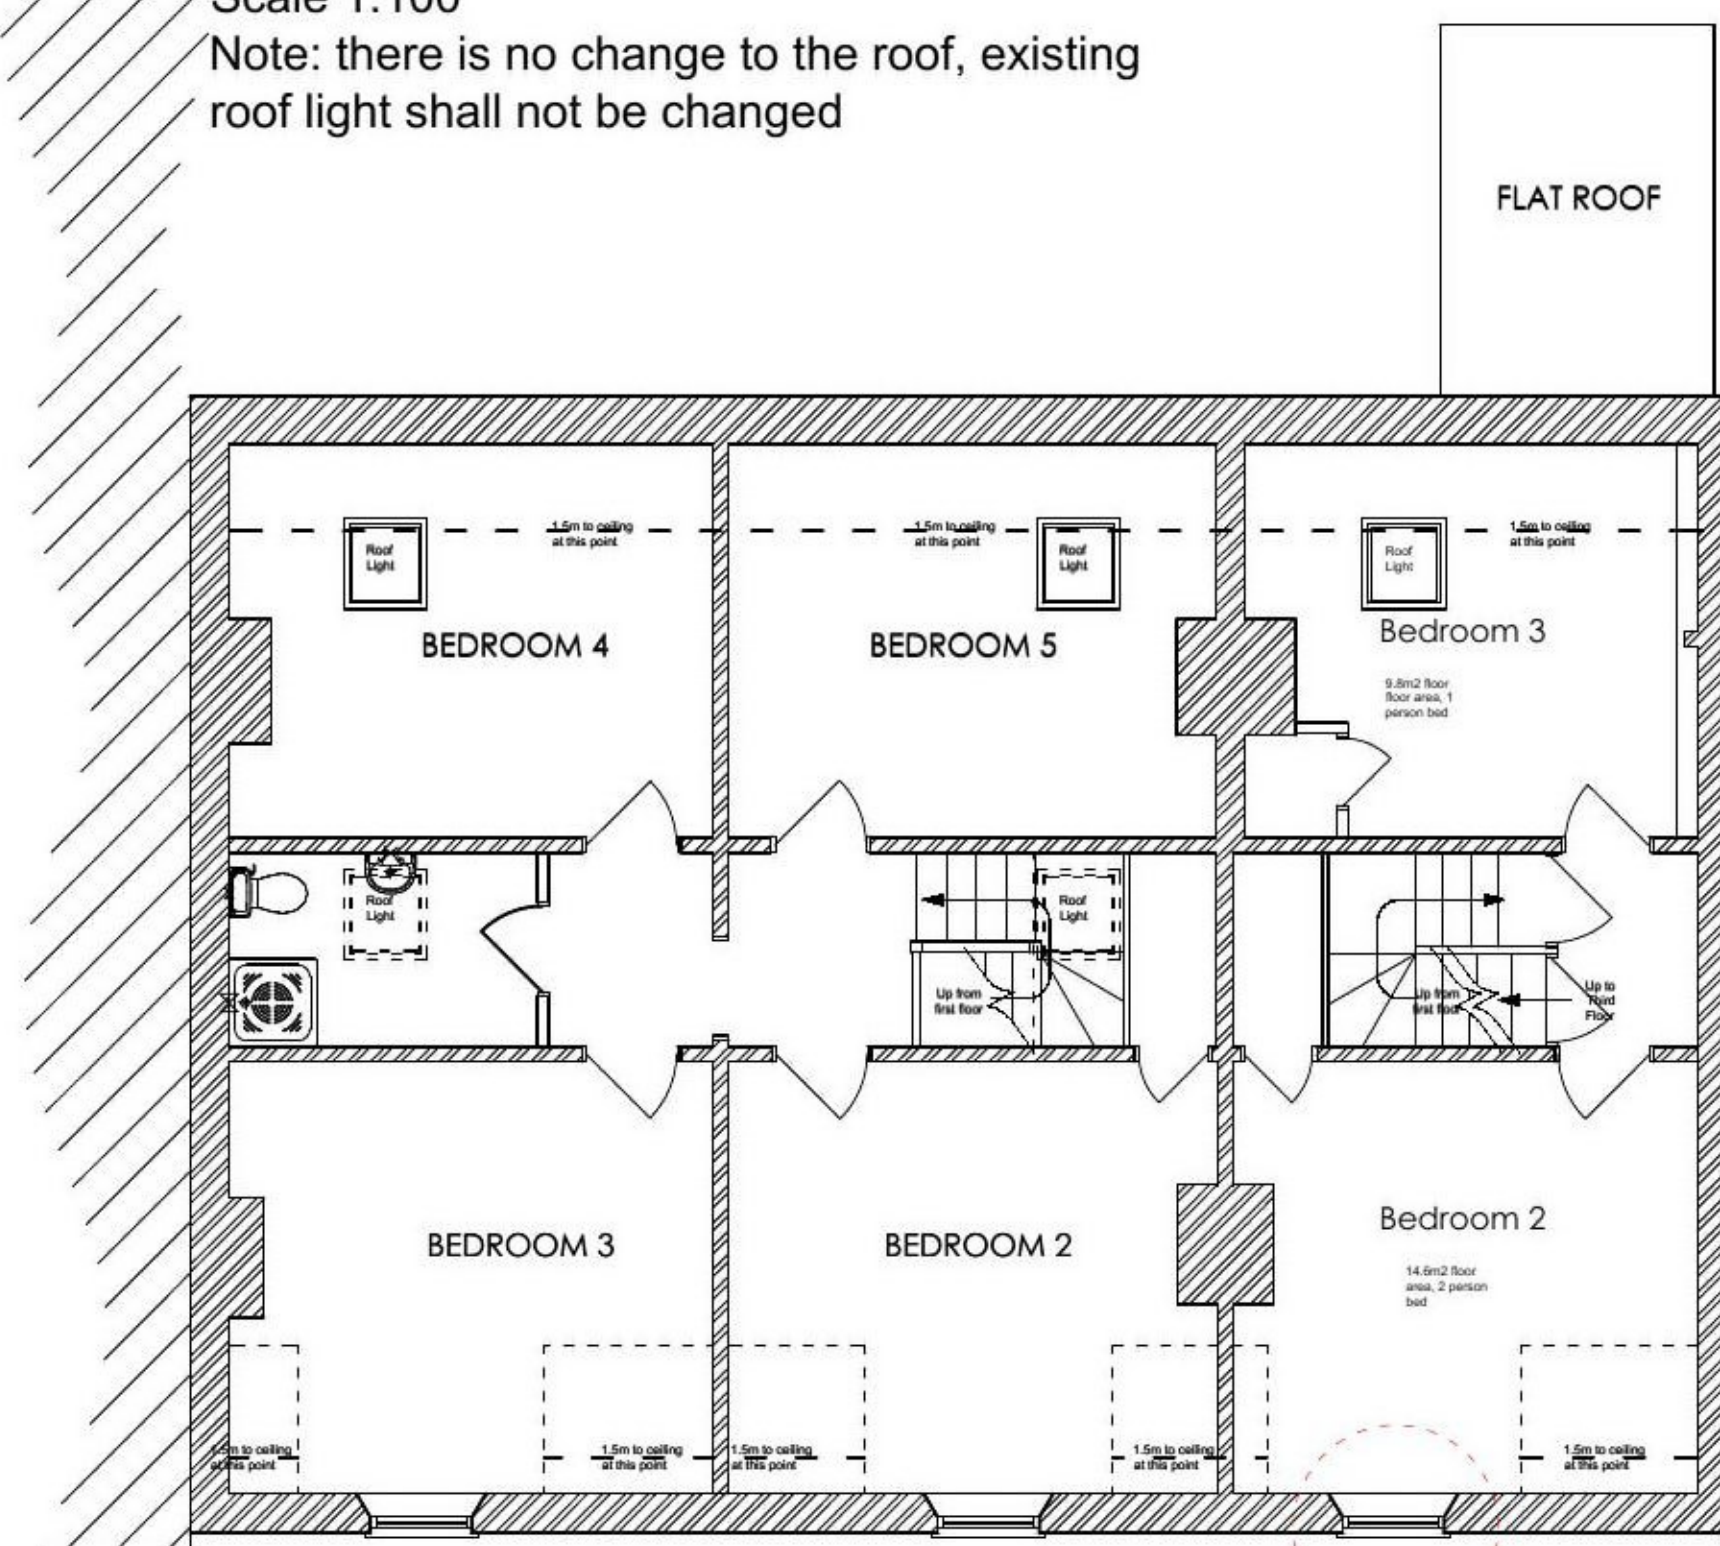 Scale 1:100
Note: there is no change to the roof, existing
roof light shall not be changed
FLAT ROOF
1.5m to ceiling
at this point
1.5m to ceiling
at this point
1.5m to ceiling
at this point
Roof
Light
Roof
Light
Roof
Light
BEDROOM 4
BEDROOM 5
Bedroom 3
9.8m2 floor
floor area, 1
person bed
Roof
Light
Roof
Light
Up from
first floor
Up from
first floor
Up to
Third
Floor
BEDROOM 3
BEDROOM 2
Bedroom 2
14.6m2 floor
area, 2 person
bed
1.5m to ceiling
at this point
1.5m to ceiling
at this point
1.5m to ceiling
at this point
1.5m to ceiling
at this point
1.5m to ceiling
at this point